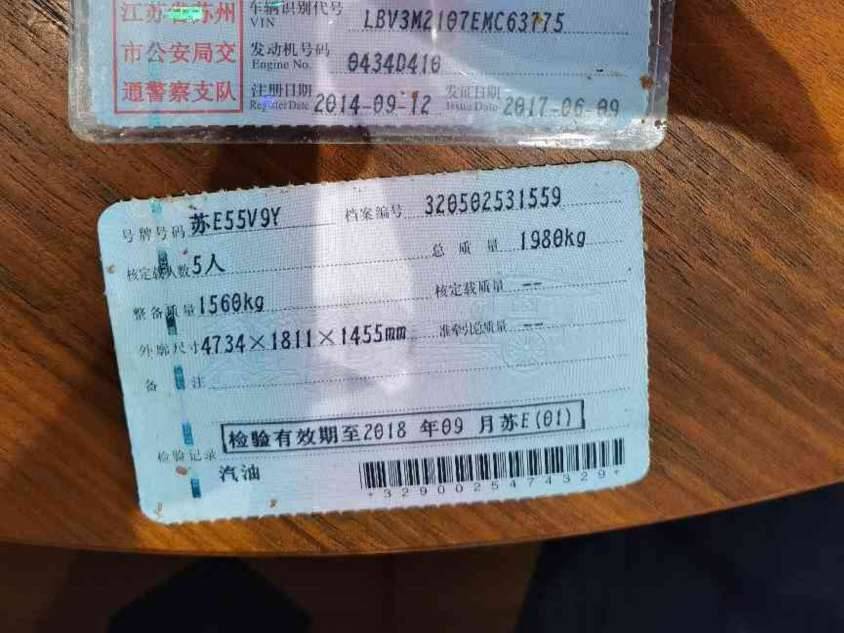 江苏省苏州
市公安局交
通警察支队
车辆识别代号 LBV3M2107EMC63775
VIN
发动机号码 0434D410
Engine No.
注册日期 2014-09-12 发证日期 2017-06-09
Register Date Issue Date
号牌号码 苏E55V9Y 档案编号 320502531559
核定载人数 5人 总质量 1980kg
整备质量 1560kg 核定载质量 --
外廓尺寸 4734×1811×1455mm 准牵引总质量 --
备注
检验有效期至2018 年09 月苏E(01)
检验记录
汽油
*3290025474329*